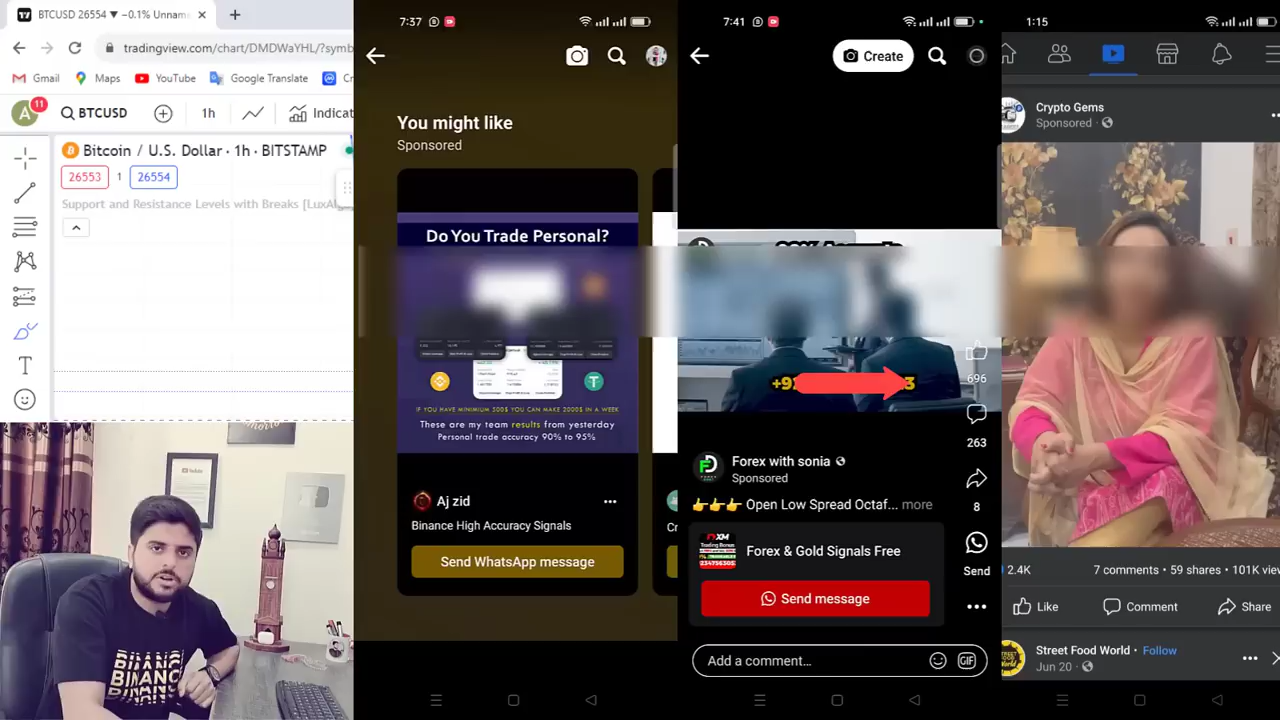 BTCUSD 26554 ▼ −0.1% Unnam
tradingview.com/chart/DMDWaYHL/?symb
Gmail
Maps
YouTube
Google Translate
A
11
BTCUSD
1h
Indicat
Bitcoin / U.S. Dollar · 1h · BITSTAMP
26553
1
26554
Support and Resistance Levels with Breaks [LuxAl
BINANC
BINANCE
BINANCE
7:37
You might like
Sponsored
Do You Trade Personal?
IF YOU HAVE MINIMUM 500$ YOU CAN MAKE 2000$ IN A WEEK
These are my team results from yesterday
Personal trade accuracy 90% to 95%
Aj zid
Binance High Accuracy Signals
Send WhatsApp message
7:41
Create
696
263
8
Send
Forex with sonia
Sponsored
👉👉👉 Open Low Spread Octaf... more
Forex & Gold Signals Free
Send message
Add a comment...
GIF
1:15
Crypto Gems
Sponsored
2.4K
7 comments • 59 shares • 101K view
Like
Comment
Share
Street Food World · Follow
Jun 20